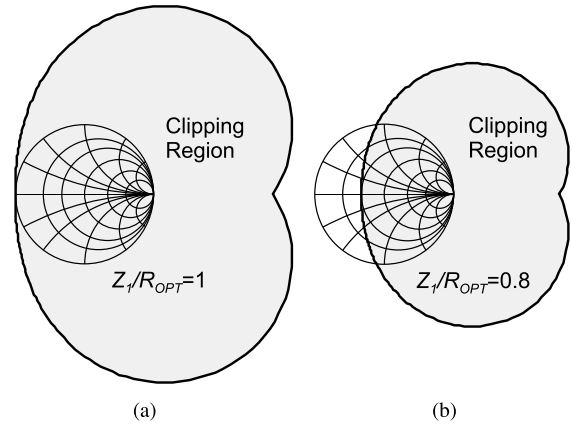 Clipping
Region
Z1/ROPT=1
(a)
Clipping
Region
Z1/ROPT=0.8
(b)